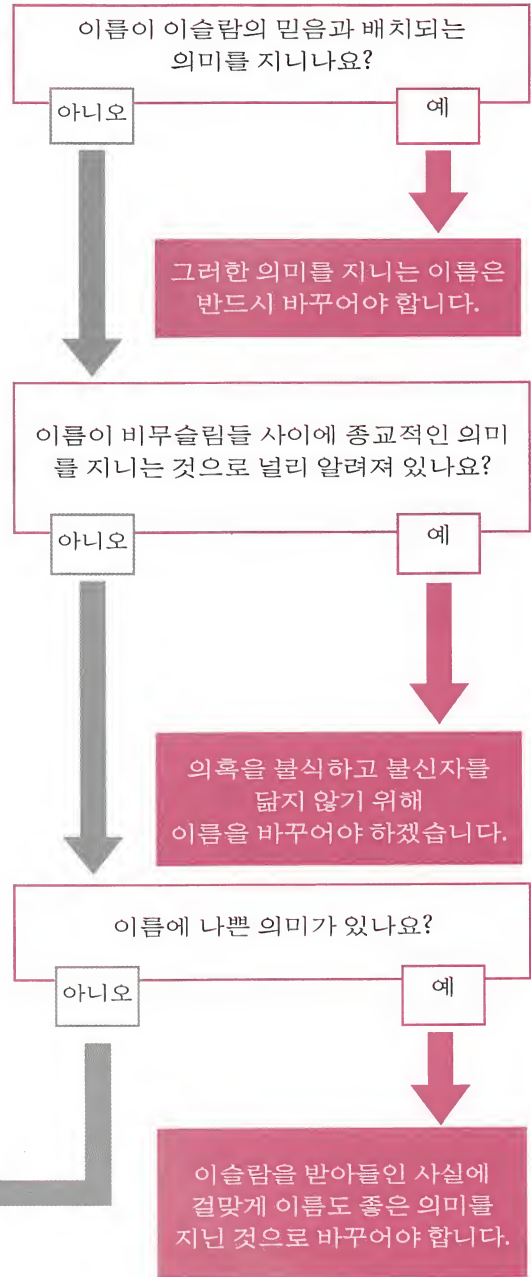 이름이 이슬람의 믿음과 배치되는
의미를 지니나요?
아니오
예
그러한 의미를 지니는 이름은
반드시 바꾸어야 합니다.
이름이 비무슬림들 사이에 종교적인 의미
를 지니는 것으로 널리 알려져 있나요?
아니오
예
의혹을 불식하고 불신자를
닮지 않기 위해
이름을 바꾸어야 하겠습니다.
이름에 나쁜 의미가 있나요?
아니오
예
이슬람을 받아들인 사실에
걸맞게 이름도 좋은 의미를
지닌 것으로 바꾸어야 합니다.